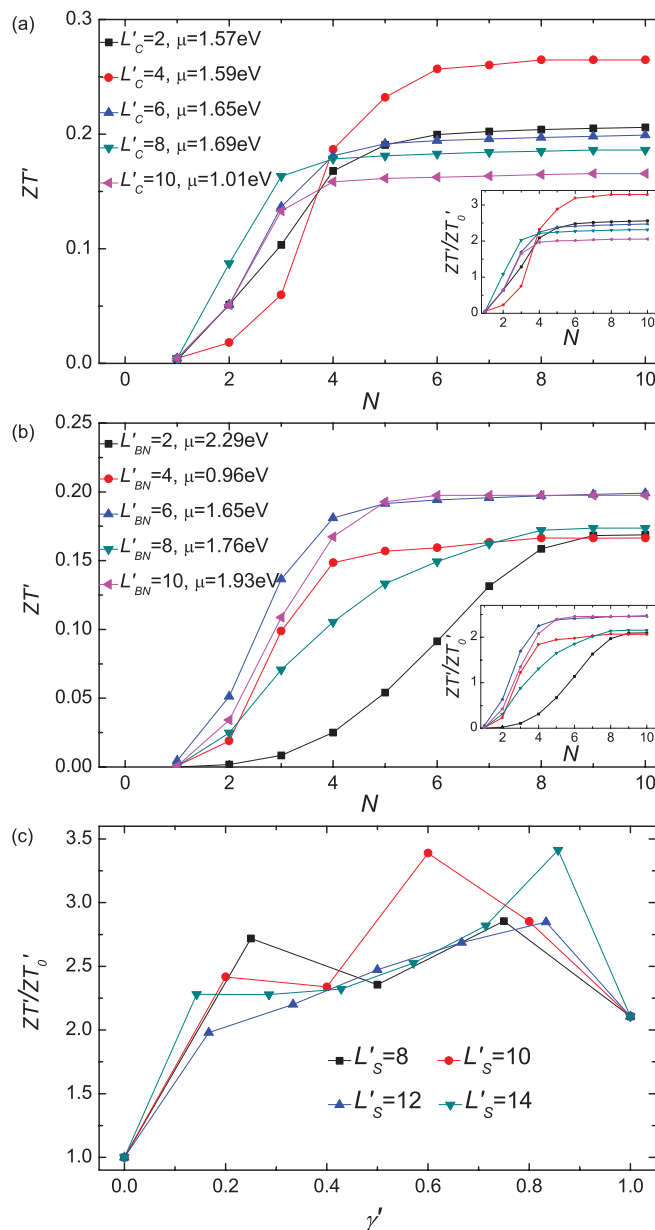 (a)
0.3
0.2
0.1
0.0
ZT'
L'C=2, μ=1.57eV
L'C=4, μ=1.59eV
L'C=6, μ=1.65eV
L'C=8, μ=1.69eV
L'C=10, μ=1.01eV
ZT'/ZT0'
3
2
1
0
2 4 6 8 10
N
0 2 4 6 8 10
N
(b)
0.25
0.20
0.15
0.10
0.05
0.00
ZT'
L'BN=2, μ=2.29eV
L'BN=4, μ=0.96eV
L'BN=6, μ=1.65eV
L'BN=8, μ=1.76eV
L'BN=10, μ=1.93eV
ZT'/ZT0'
2
1
0
2 4 6 8 10
N
0 2 4 6 8 10
N
(c)
3.5
3.0
2.5
2.0
1.5
1.0
ZT'/ZT0'
L'S=8 L'S=10
L'S=12 L'S=14
0.0 0.2 0.4 0.6 0.8 1.0
γ'